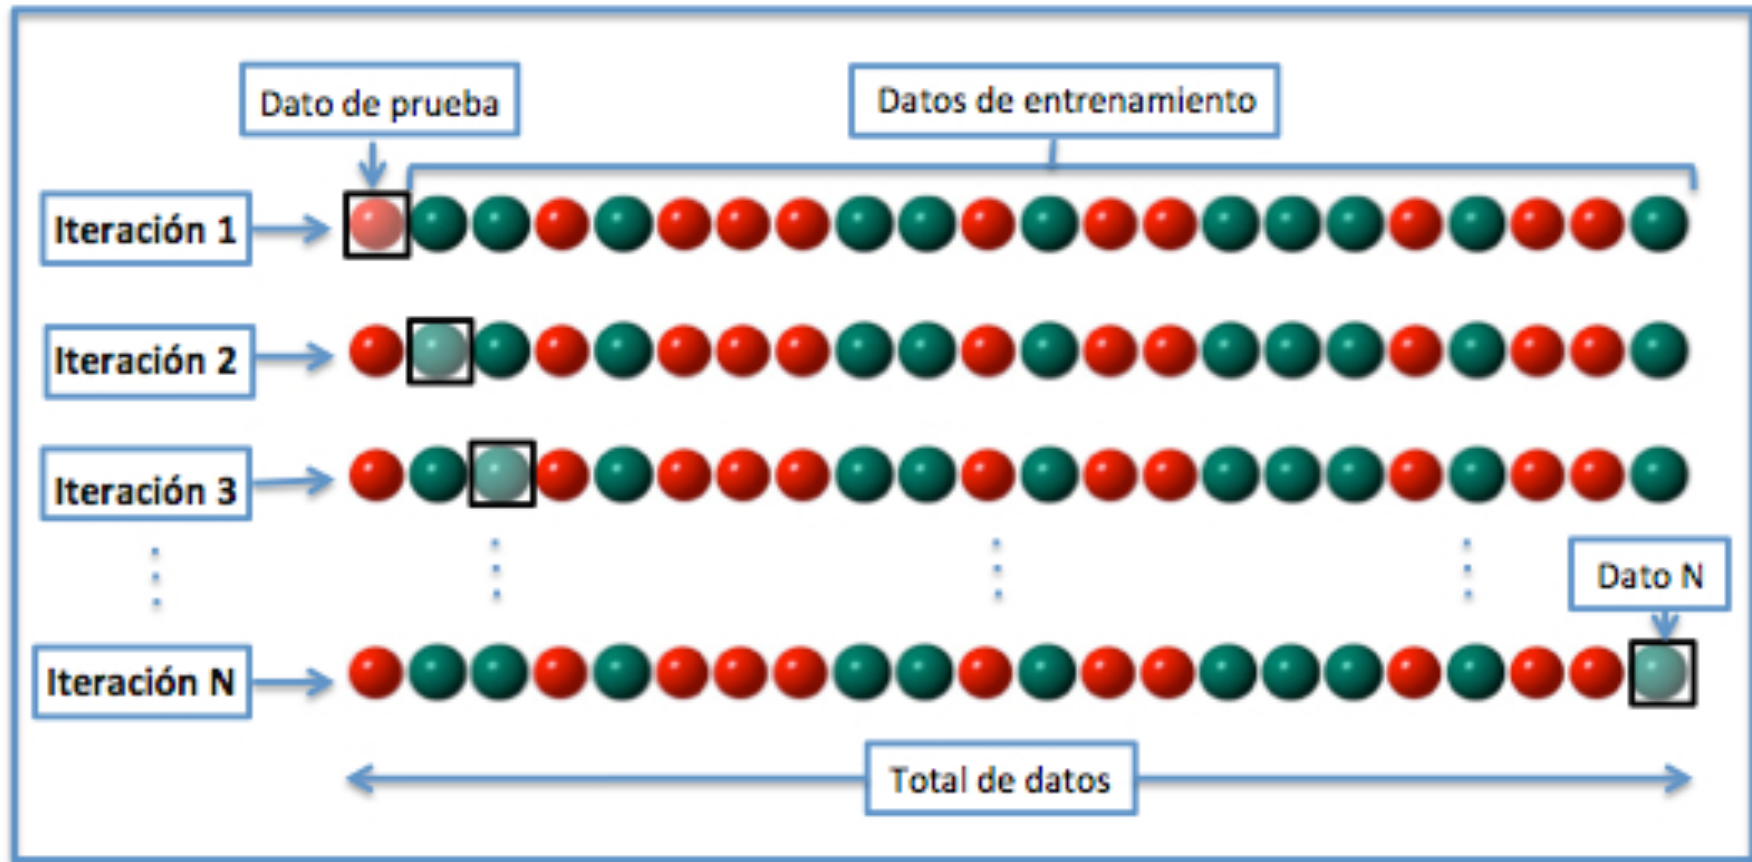 Dato de prueba
Datos de entrenamiento
Iteración 1
Iteración 2
Iteración 3
Dato N
Iteración N
Total de datos